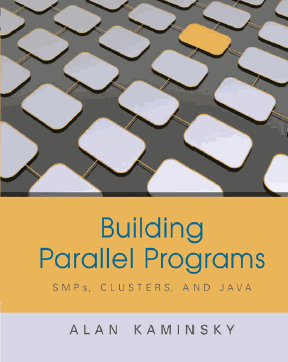 Building
Parallel Programs
SMPs, CLUSTERS, AND JAVA
ALAN KAMINSKY